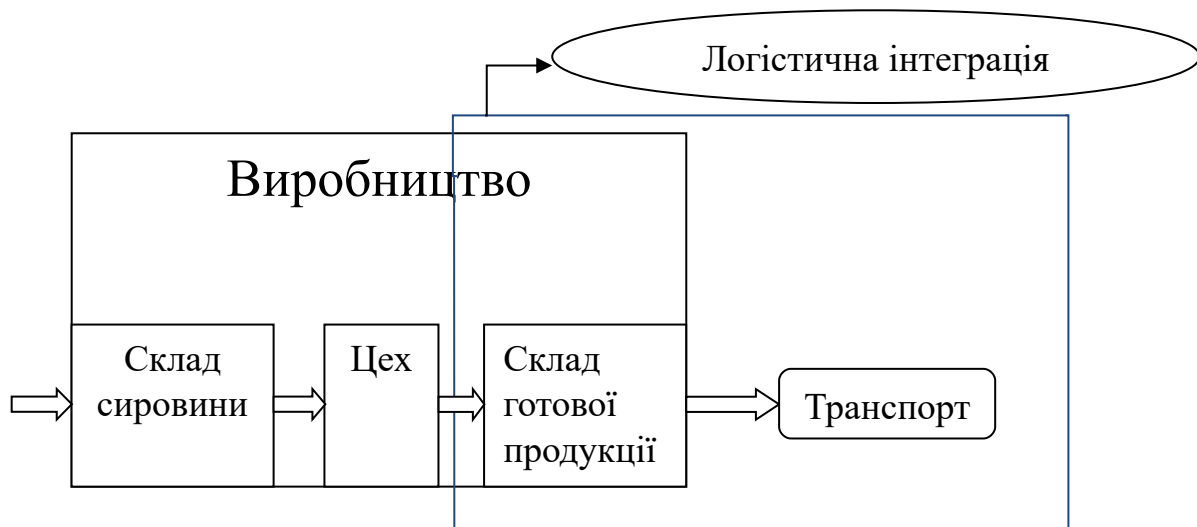 Логістична інтеграція
Виробництво
Склад
сировини
Цех
Склад
готової
продукції
Транспорт